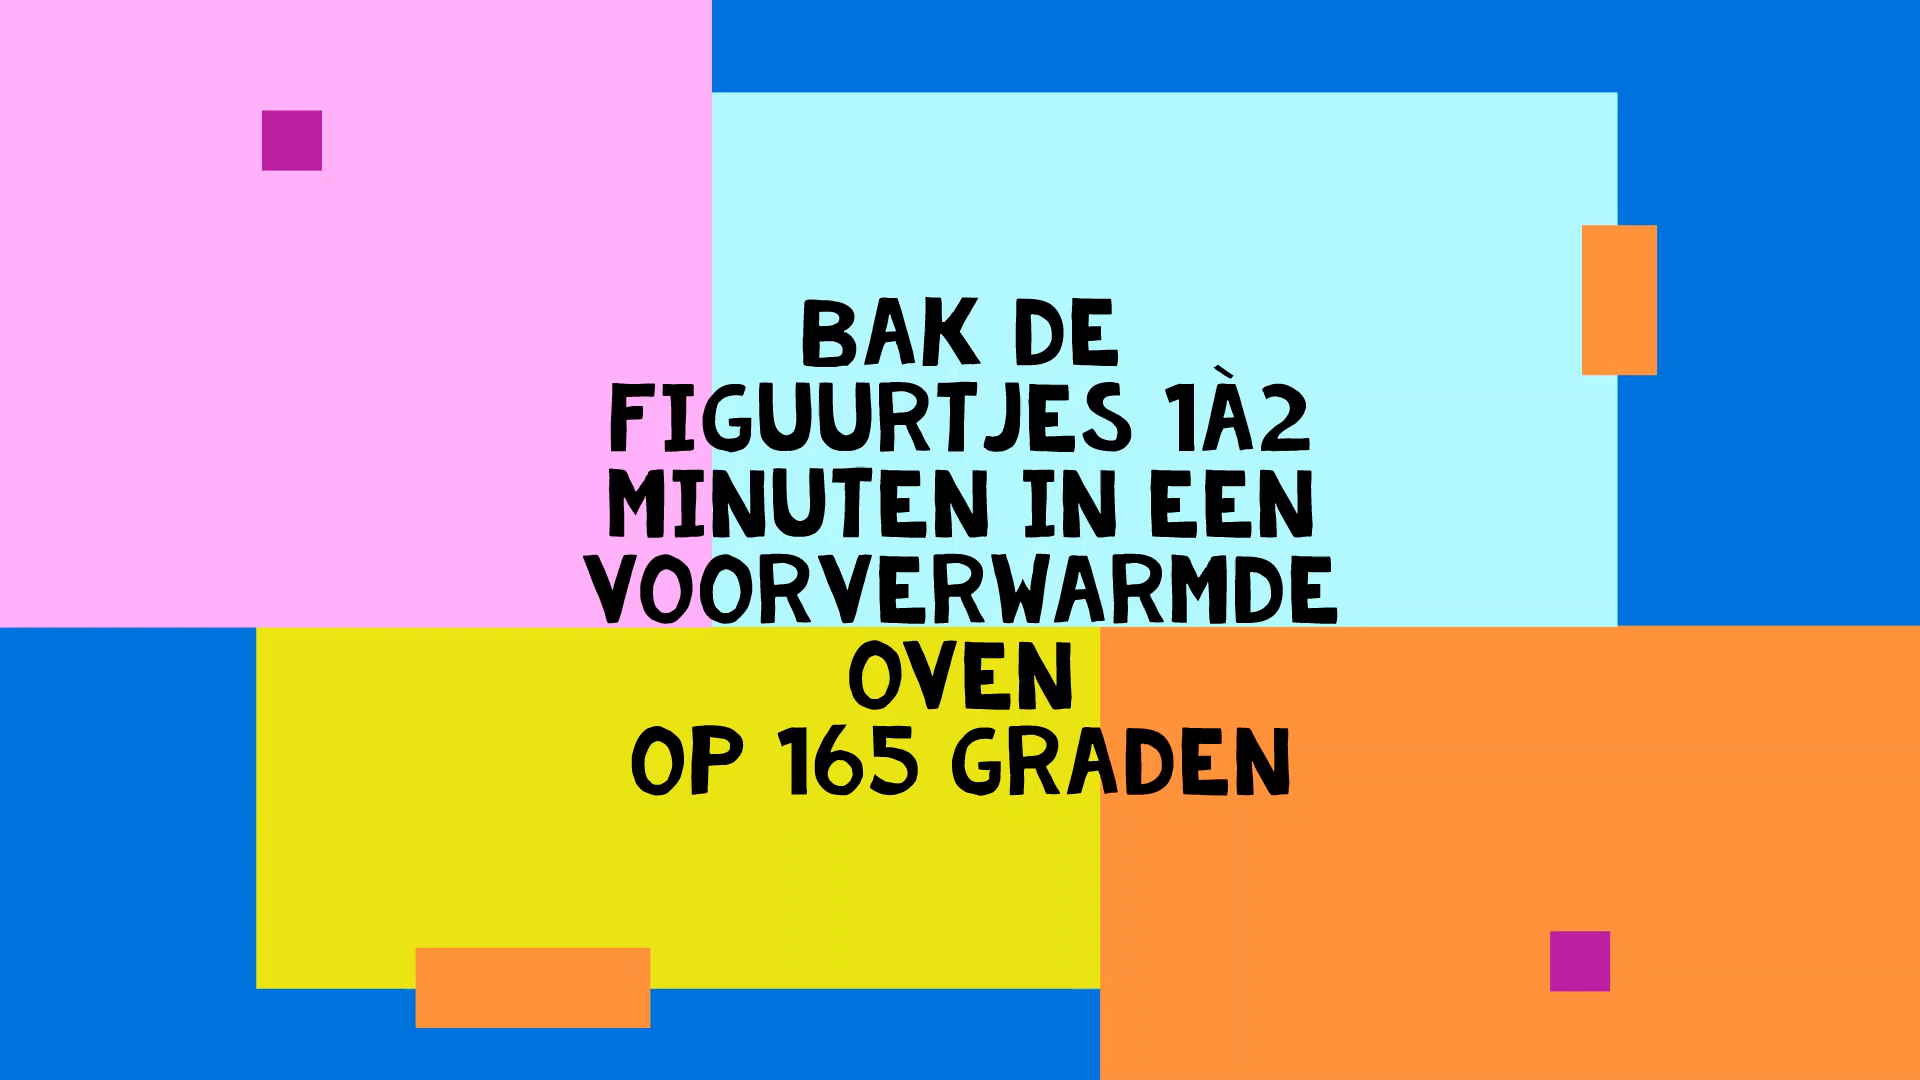 BAK DE
FIGUURTJES 1À2
MINUTEN IN EEN
VOORVERWARMDE
OVEN
OP 165 GRADEN